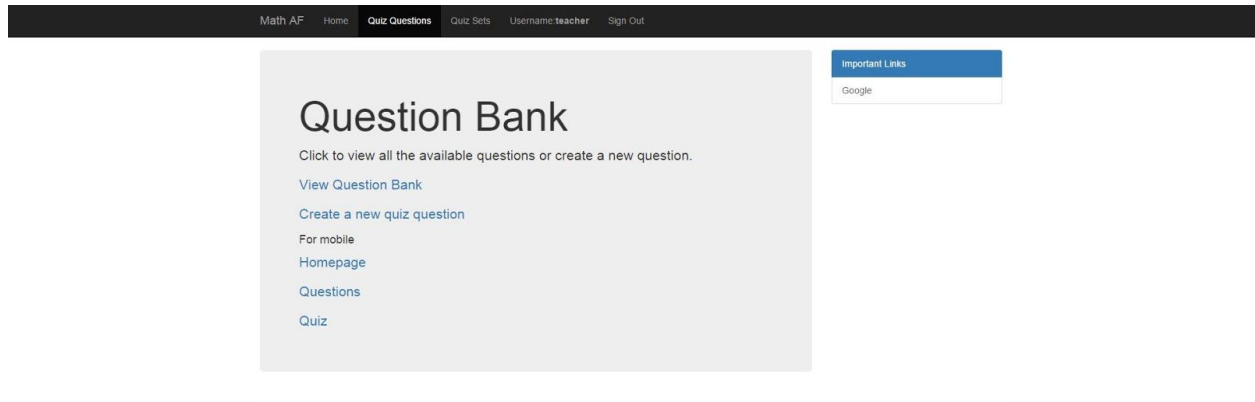 Math AF Home Quiz Questions Quiz Sets Username:teacher Sign Out
Question Bank
Click to view all the available questions or create a new question.
View Question Bank
Create a new quiz question
For mobile
Homepage
Questions
Quiz
Important Links
Google